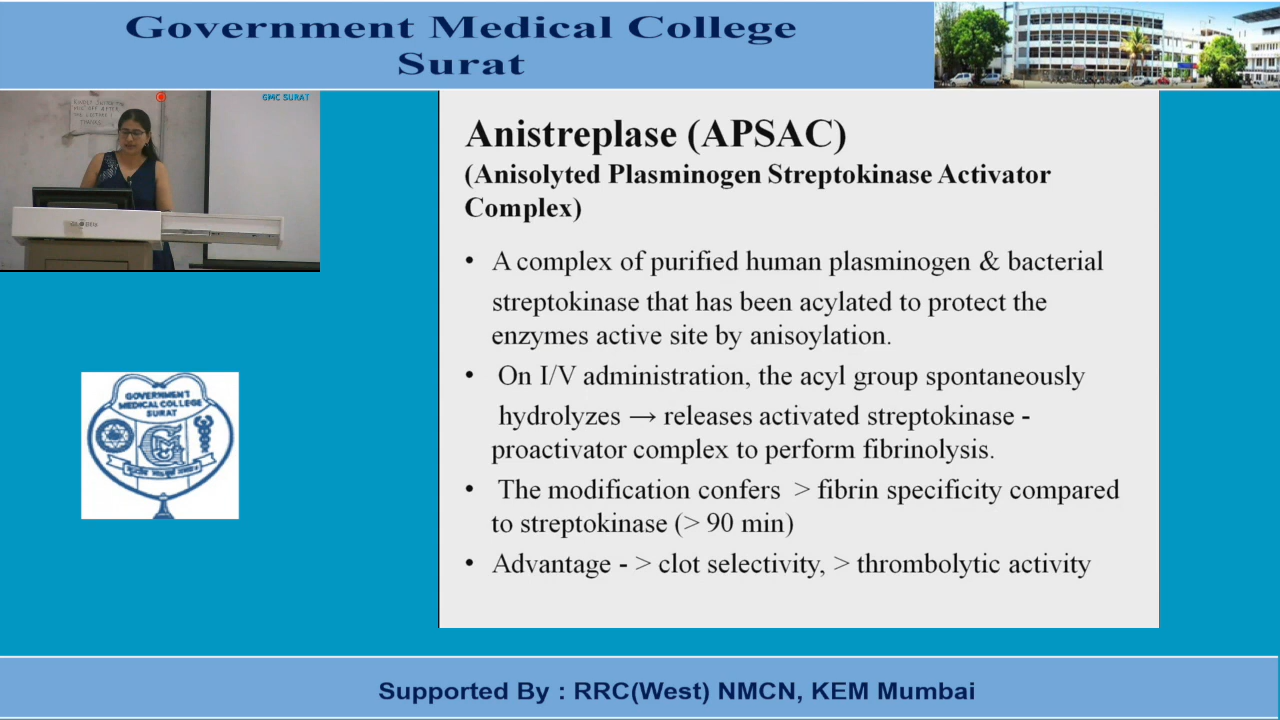 Government Medical College
Surat
GMC SURAT
Anistreplase (APSAC)
(Anisolyted Plasminogen Streptokinase Activator
Complex)
• A complex of purified human plasminogen & bacterial
streptokinase that has been acylated to protect the
enzymes active site by anisoylation.
• On I/V administration, the acyl group spontaneously
hydrolyzes → releases activated streptokinase -
proactivator complex to perform fibrinolysis.
• The modification confers > fibrin specificity compared
to streptokinase (> 90 min)
• Advantage - > clot selectivity, > thrombolytic activity
GOVERNMENT
MEDICAL COLLEGE
SURAT
Supported By : RRC(West) NMCN, KEM Mumbai